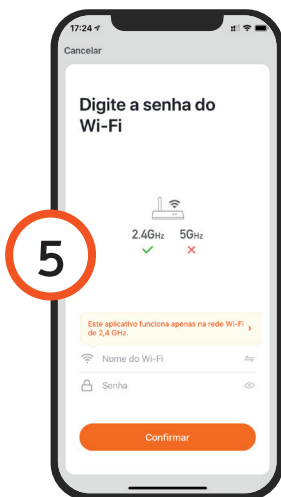 17:24
Cancelar
Digite a senha do
Wi-Fi
2.4GHz 5GHz
5
Este aplicativo funciona apenas na rede Wi-Fi
de 2,4 GHz.
Nome do Wi-Fi
Senha
Confirmar